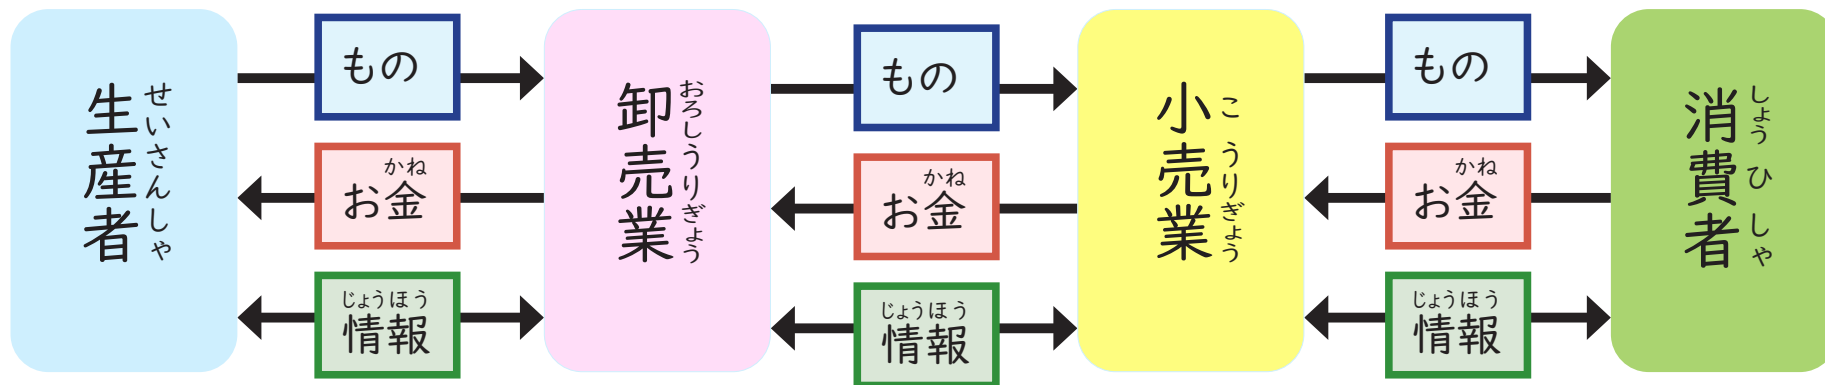 生産者
せいさんしゃ
もの
お金
かね
情報
じょうほう
卸売業
おろしうりぎょう
もの
お金
かね
情報
じょうほう
小売業
こうりぎょう
もの
お金
かね
情報
じょうほう
消費者
しょうひしゃ